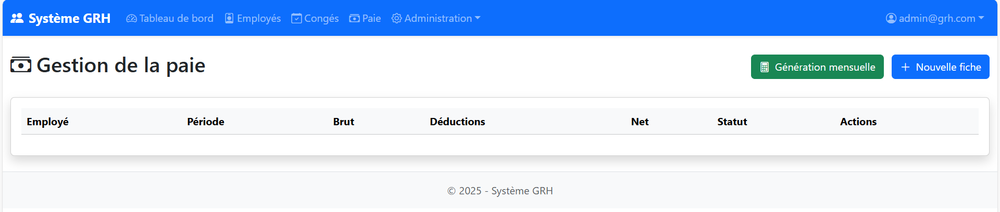 Système GRH Tableau de bord Employés Congés Paie Administration admin@grh.com
Gestion de la paie Génération mensuelle + Nouvelle fiche
Employé Période Brut Déductions Net Statut Actions
© 2025 - Système GRH